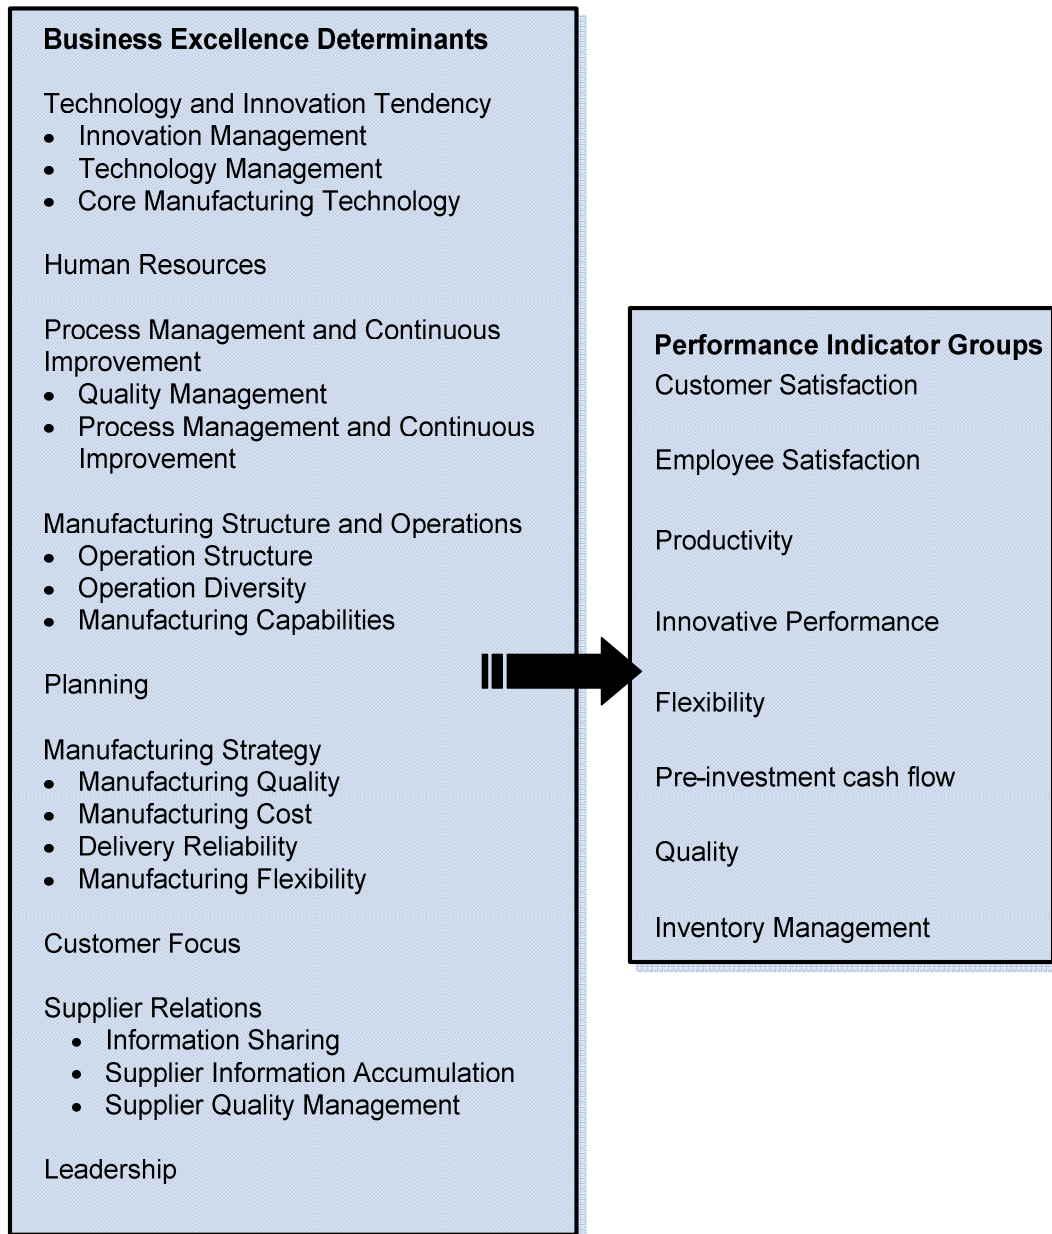 Business Excellence Determinants
Technology and Innovation Tendency
• Innovation Management
• Technology Management
• Core Manufacturing Technology
Human Resources
Process Management and Continuous
Improvement
• Quality Management
• Process Management and Continuous
Improvement
Manufacturing Structure and Operations
• Operation Structure
• Operation Diversity
• Manufacturing Capabilities
Planning
Manufacturing Strategy
• Manufacturing Quality
• Manufacturing Cost
• Delivery Reliability
• Manufacturing Flexibility
Customer Focus
Supplier Relations
• Information Sharing
• Supplier Information Accumulation
• Supplier Quality Management
Leadership
Performance Indicator Groups
Customer Satisfaction
Employee Satisfaction
Productivity
Innovative Performance
Flexibility
Pre-investment cash flow
Quality
Inventory Management